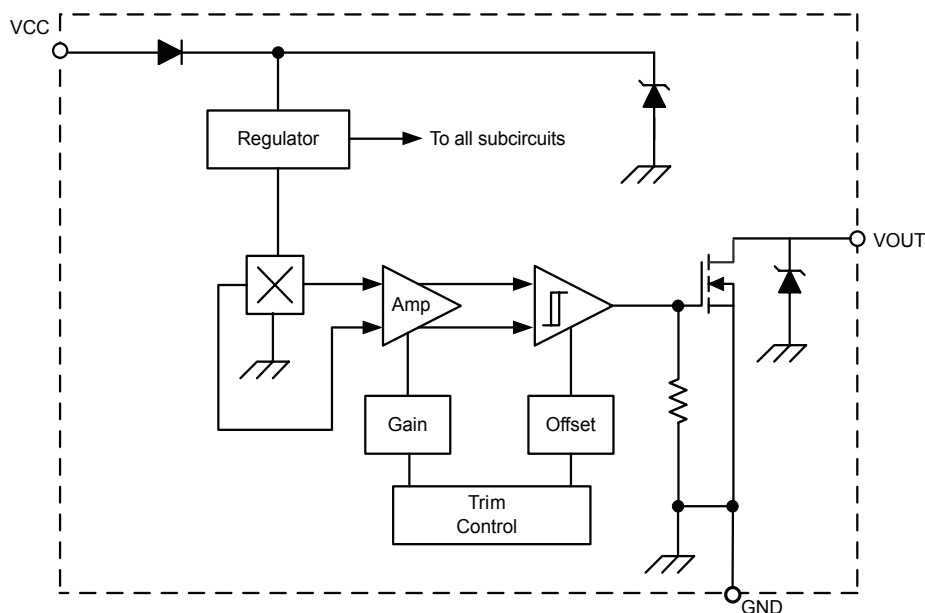 VCC
Regulator
To all subcircuits
VOUT
Amp
Gain
Offset
Trim
Control
GND